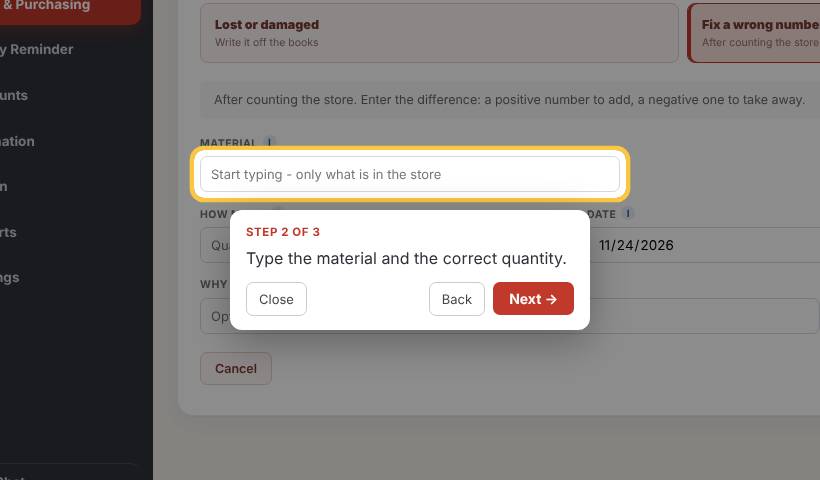 & Purchasing
y Reminder
unts
ation
n
rts
ngs
Lost or damaged
Write it off the books
Fix a wrong numbe
After counting the store
After counting the store. Enter the difference: a positive number to add, a negative one to take away.
MATERIAL i
Start typing - only what is in the store
HOW
DATE i
11/24/2026
STEP 2 OF 3
Type the material and the correct quantity.
Close
Back
Next →
WHY
Cancel